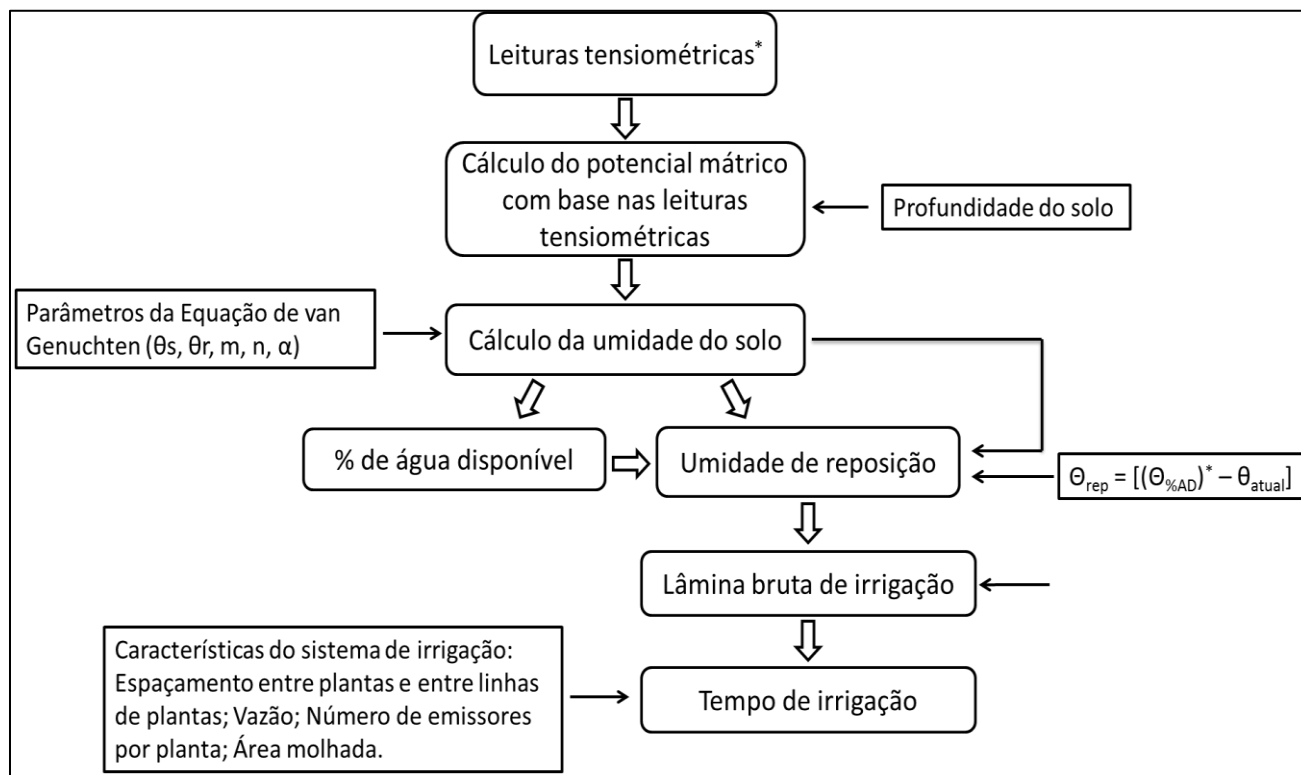 Leituras tensiométricas*
Cálculo do potencial mátrico
com base nas leituras
tensiométricas
Profundidade do solo
Parâmetros da Equação de van
Genuchten (θs, θr, m, n, α)
Cálculo da umidade do solo
% de água disponível
Umidade de reposição
Θrep = [(Θ%AD)* – θatual]
Lâmina bruta de irrigação
Características do sistema de irrigação:
Espaçamento entre plantas e entre linhas
de plantas; Vazão; Número de emissores
por planta; Área molhada.
Tempo de irrigação